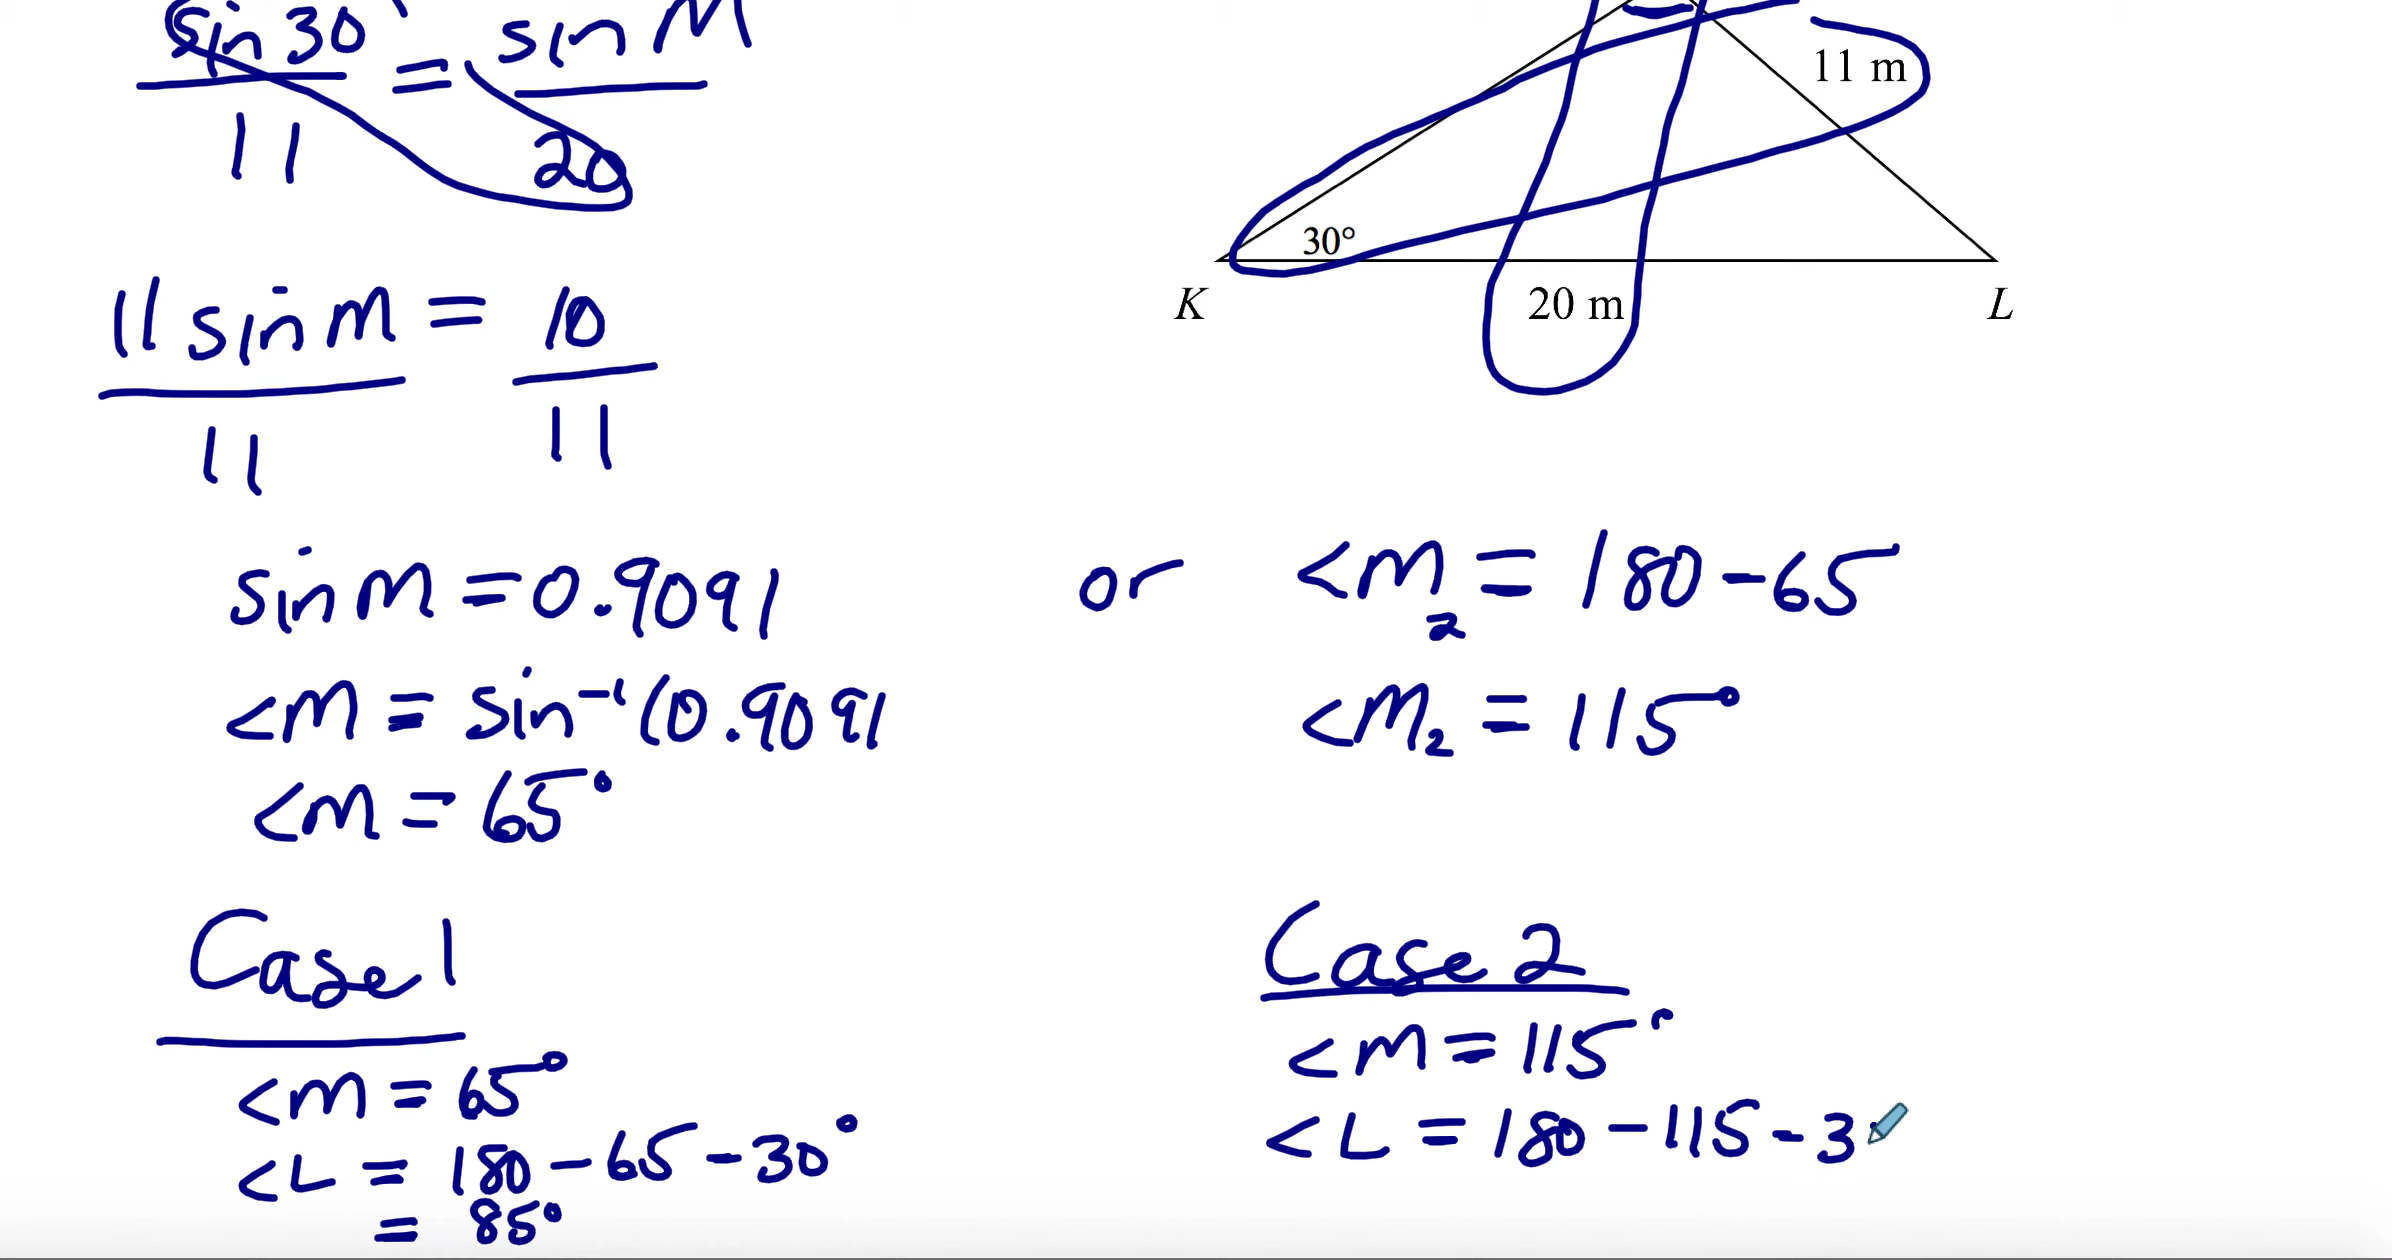 sin 30 = sin M
11 20
11 m
30°
K 20 m L
11 sin M = 10
11 11
sin M = 0.9091 or <M₂ = 180 - 65
<M = sin⁻¹(0.9091 <M₂ = 115°
<M = 65°
Case 1 Case 2
<M = 65° <M = 115°
<L = 180 - 65 - 30° <L = 180 - 115 - 3
= 85°